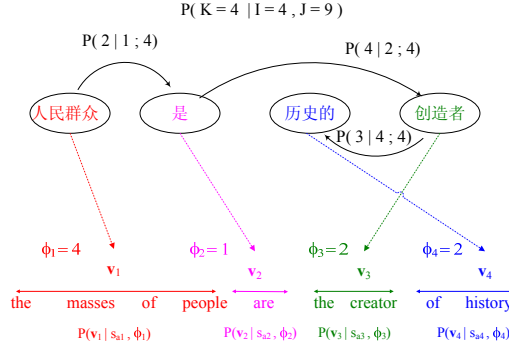 P( K = 4 | I = 4 , J = 9 )
P( 2 | 1 ; 4)
P( 4 | 2 ; 4)
人民群众 是 历史的 创造者
P( 3 | 4 ; 4)
ϕ1 = 4 ϕ2 = 1 ϕ3 = 2 ϕ4 = 2
v1 v2 v3 v4
the masses of people are the creator of history
P(v1 | sa1 , ϕ1) P(v2 | sa2 , ϕ2) P(v3 | sa3 , ϕ3) P(v4 | sa4 , ϕ4)